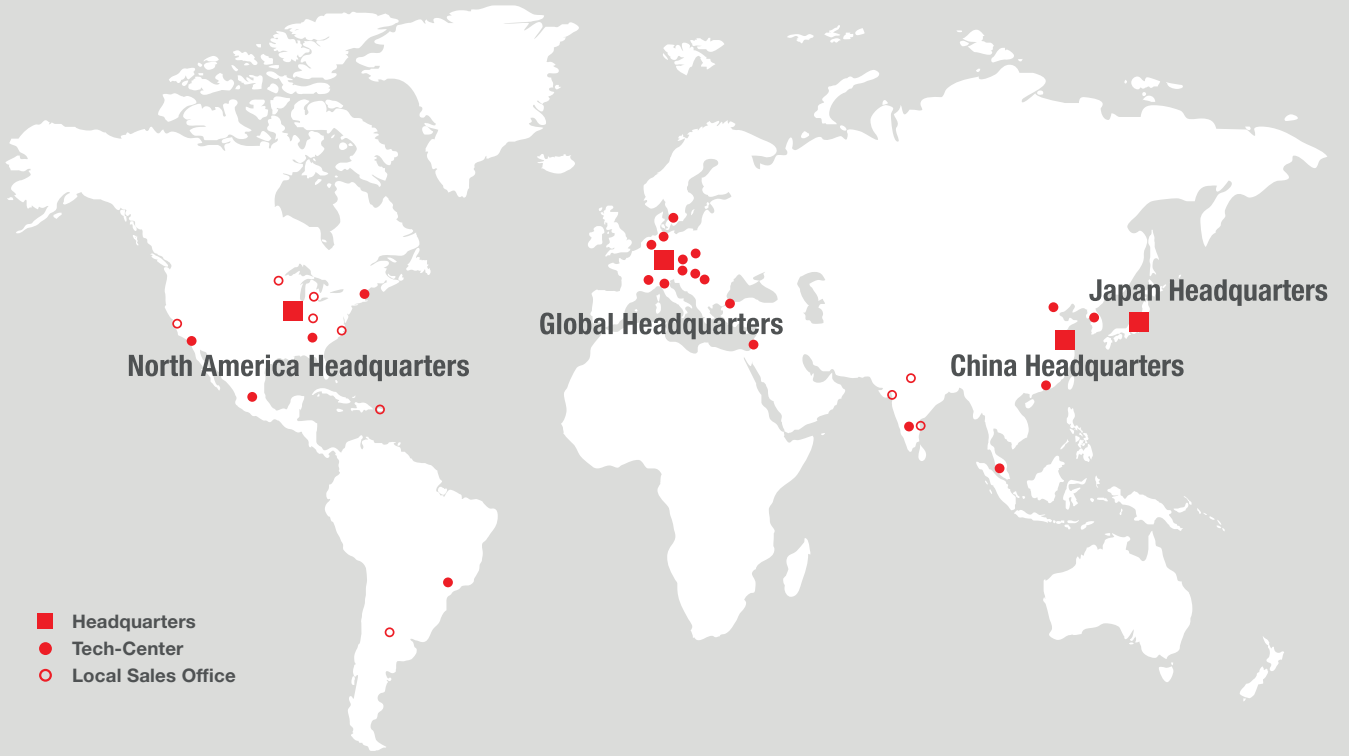 Japan Headquarters
Global Headquarters
North America Headquarters
China Headquarters
Headquarters
Tech-Center
Local Sales Office